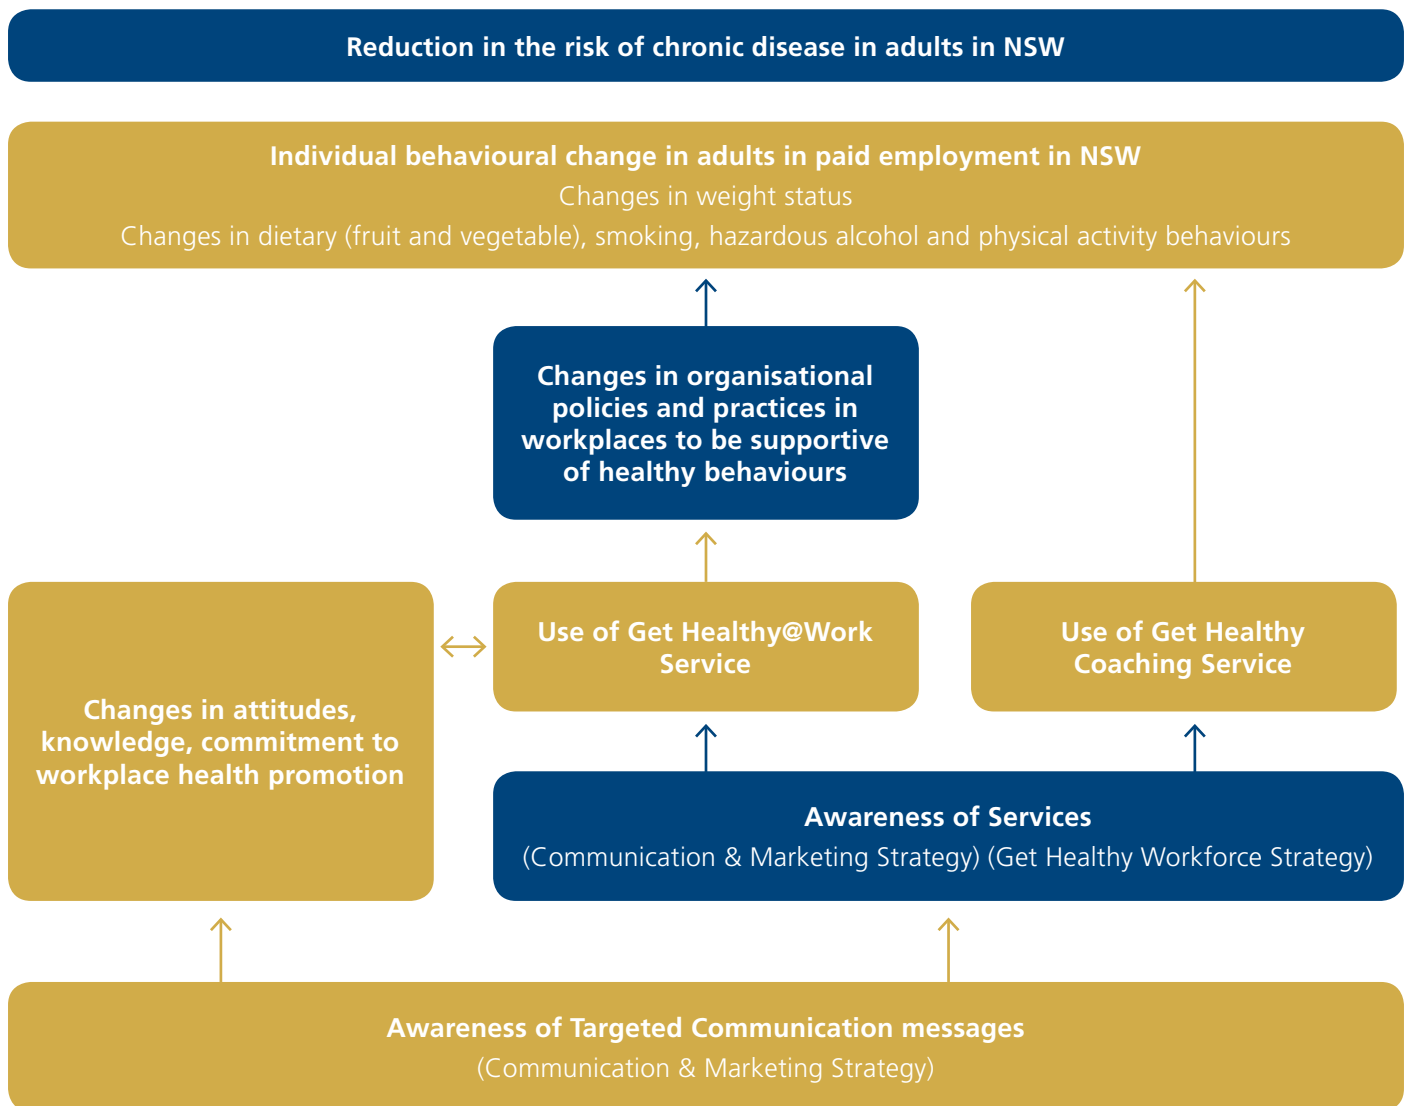 Reduction in the risk of chronic disease in adults in NSW
Individual behavioural change in adults in paid employment in NSW
Changes in weight status
Changes in dietary (fruit and vegetable), smoking, hazardous alcohol and physical activity behaviours
Changes in organisational
policies and practices in
workplaces to be supportive
of healthy behaviours
Changes in attitudes,
knowledge, commitment to
workplace health promotion
Use of Get Healthy@Work
Service
Use of Get Healthy
Coaching Service
Awareness of Services
(Communication & Marketing Strategy) (Get Healthy Workforce Strategy)
Awareness of Targeted Communication messages
(Communication & Marketing Strategy)